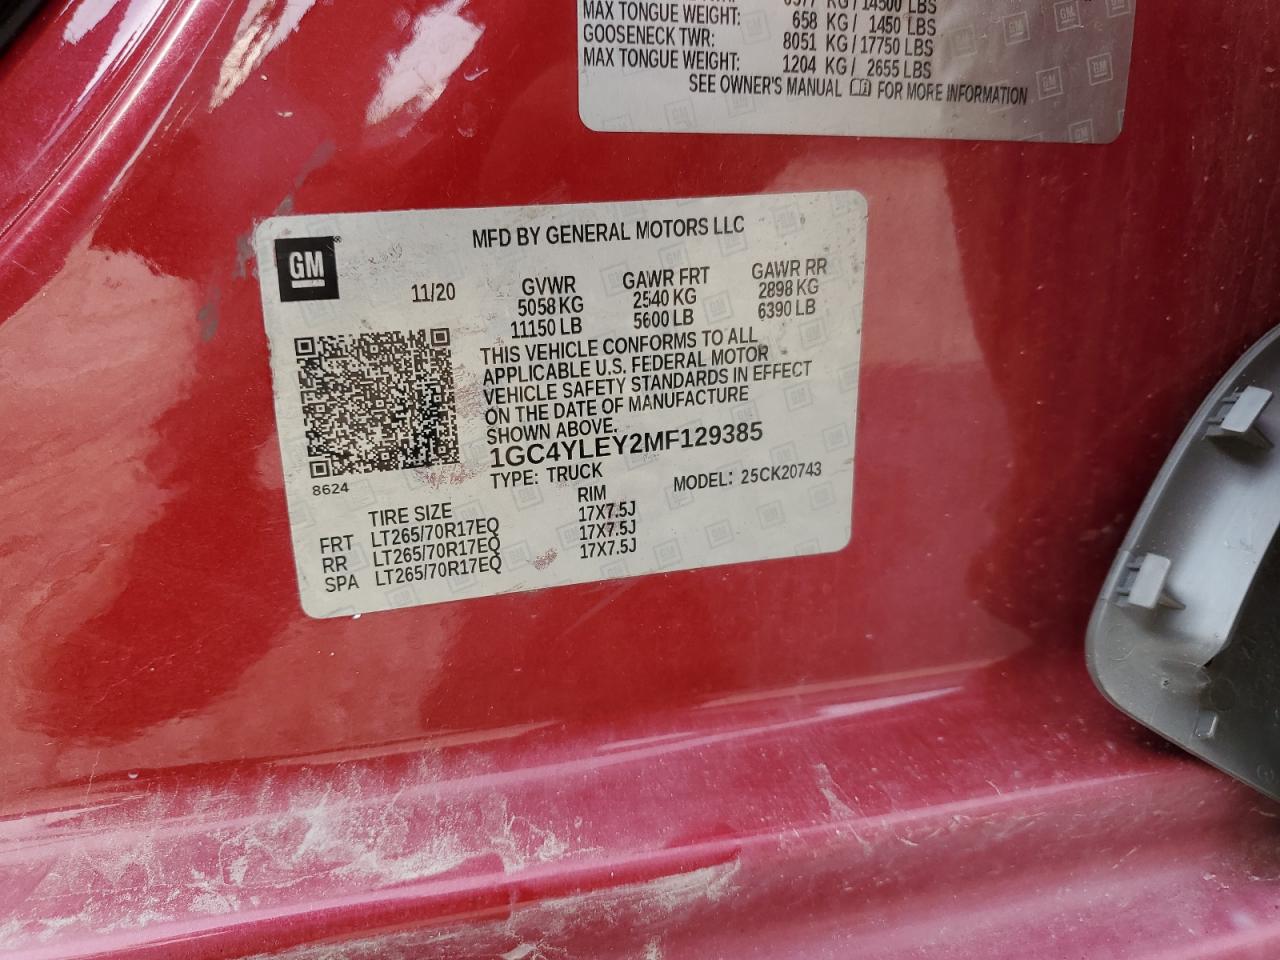 KG / 14500 LBS
MAX TONGUE WEIGHT: 658 KG / 1450 LBS
GOOSENECK TWR: 8051 KG / 17750 LBS
MAX TONGUE WEIGHT: 1204 KG / 2655 LBS
SEE OWNER'S MANUAL FOR MORE INFORMATION
MFD BY GENERAL MOTORS LLC
GM
11/20 GVWR GAWR FRT GAWR RR
5058 KG 2540 KG 2898 KG
11150 LB 5600 LB 6390 LB
THIS VEHICLE CONFORMS TO ALL
APPLICABLE U.S. FEDERAL MOTOR
VEHICLE SAFETY STANDARDS IN EFFECT
ON THE DATE OF MANUFACTURE
SHOWN ABOVE.
1GC4YLEY2MF129385
8624 TYPE: TRUCK MODEL: 25CK20743
TIRE SIZE RIM
FRT LT265/70R17EQ 17X7.5J
RR LT265/70R17EQ 17X7.5J
SPA LT265/70R17EQ 17X7.5J